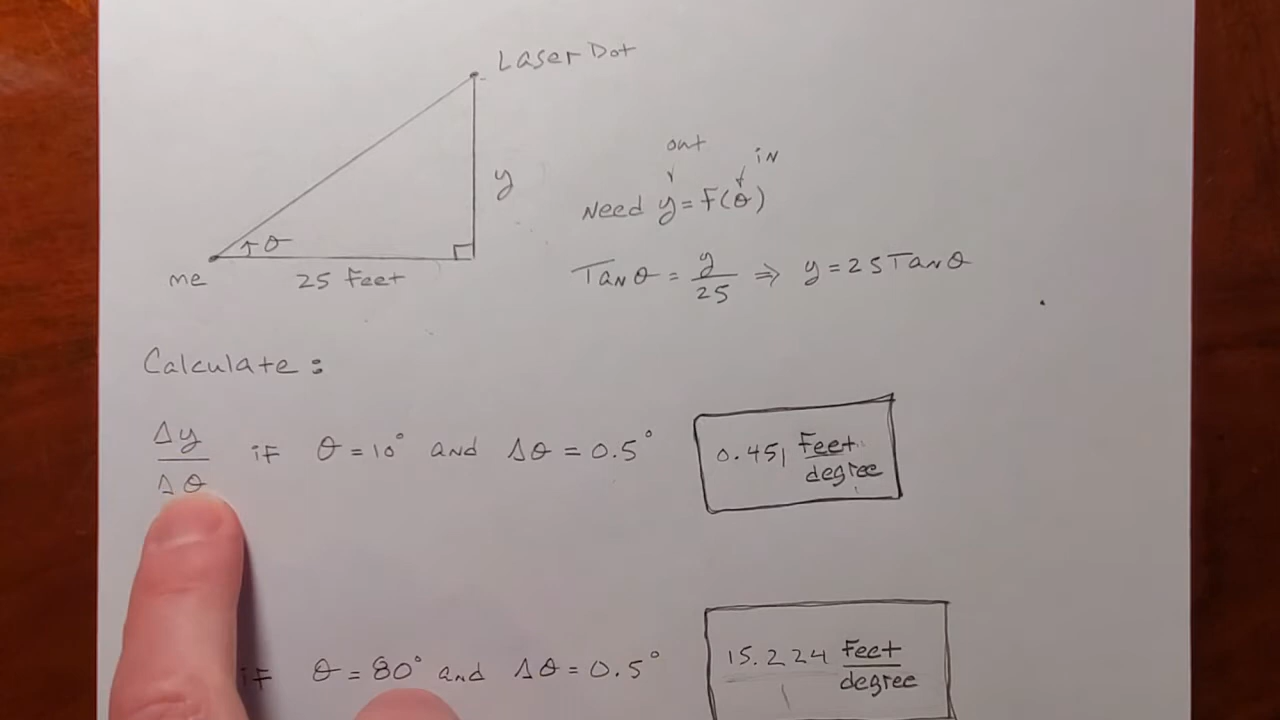 Laser Dot
out
in
Need y = F(θ)
y
θ
me
25 Feet
Tan θ = y/25 ⇒ y = 25 Tan θ
Calculate:
Δy/Δθ if θ = 10° and Δθ = 0.5°
0.451 Feet/degree
if θ = 80° and Δθ = 0.5°
15.224 Feet/degree